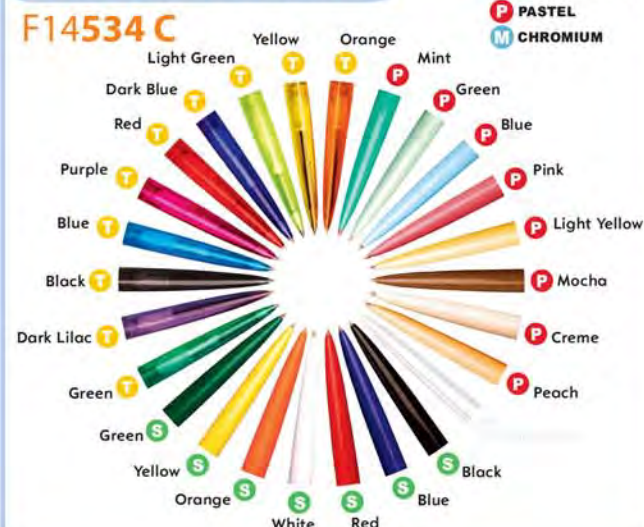 F14534 C
P PASTEL
M CHROMIUM
Yellow
T
Orange
T
Light Green
T
Mint
P
Dark Blue
T
Green
P
Red
T
Blue
P
Purple
T
Pink
P
Blue
T
Light Yellow
P
Black
T
P
Mocha
Dark Lilac
T
P
Creme
Green
T
P
Peach
Green
S
Yellow
S
Orange
S
White
S
Red
S
Blue
S
Black
S